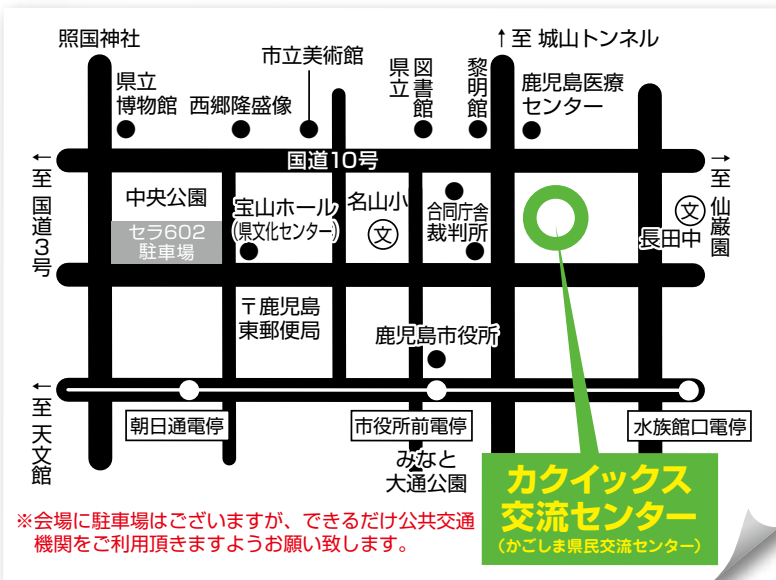 照国神社
↑至 城山トンネル
市立美術館
県立
博物館
西郷隆盛像
県立
図書館
黎明館
鹿児島医療
センター
国道10号
←至 国道3号
→至 仙巌園
中央公園
セラ602
駐車場
宝山ホール
(県文化センター)
名山小
文
合同庁舎
裁判所
文
長田中
〒鹿児島
東郵便局
鹿児島市役所
←至 天文館
朝日通電停
市役所前電停
水族館口電停
みなと
大通公園
カクイックス
交流センター
(かごしま県民交流センター)
※会場に駐車場はございますが、できるだけ公共交通
機関をご利用頂きますようお願い致します。